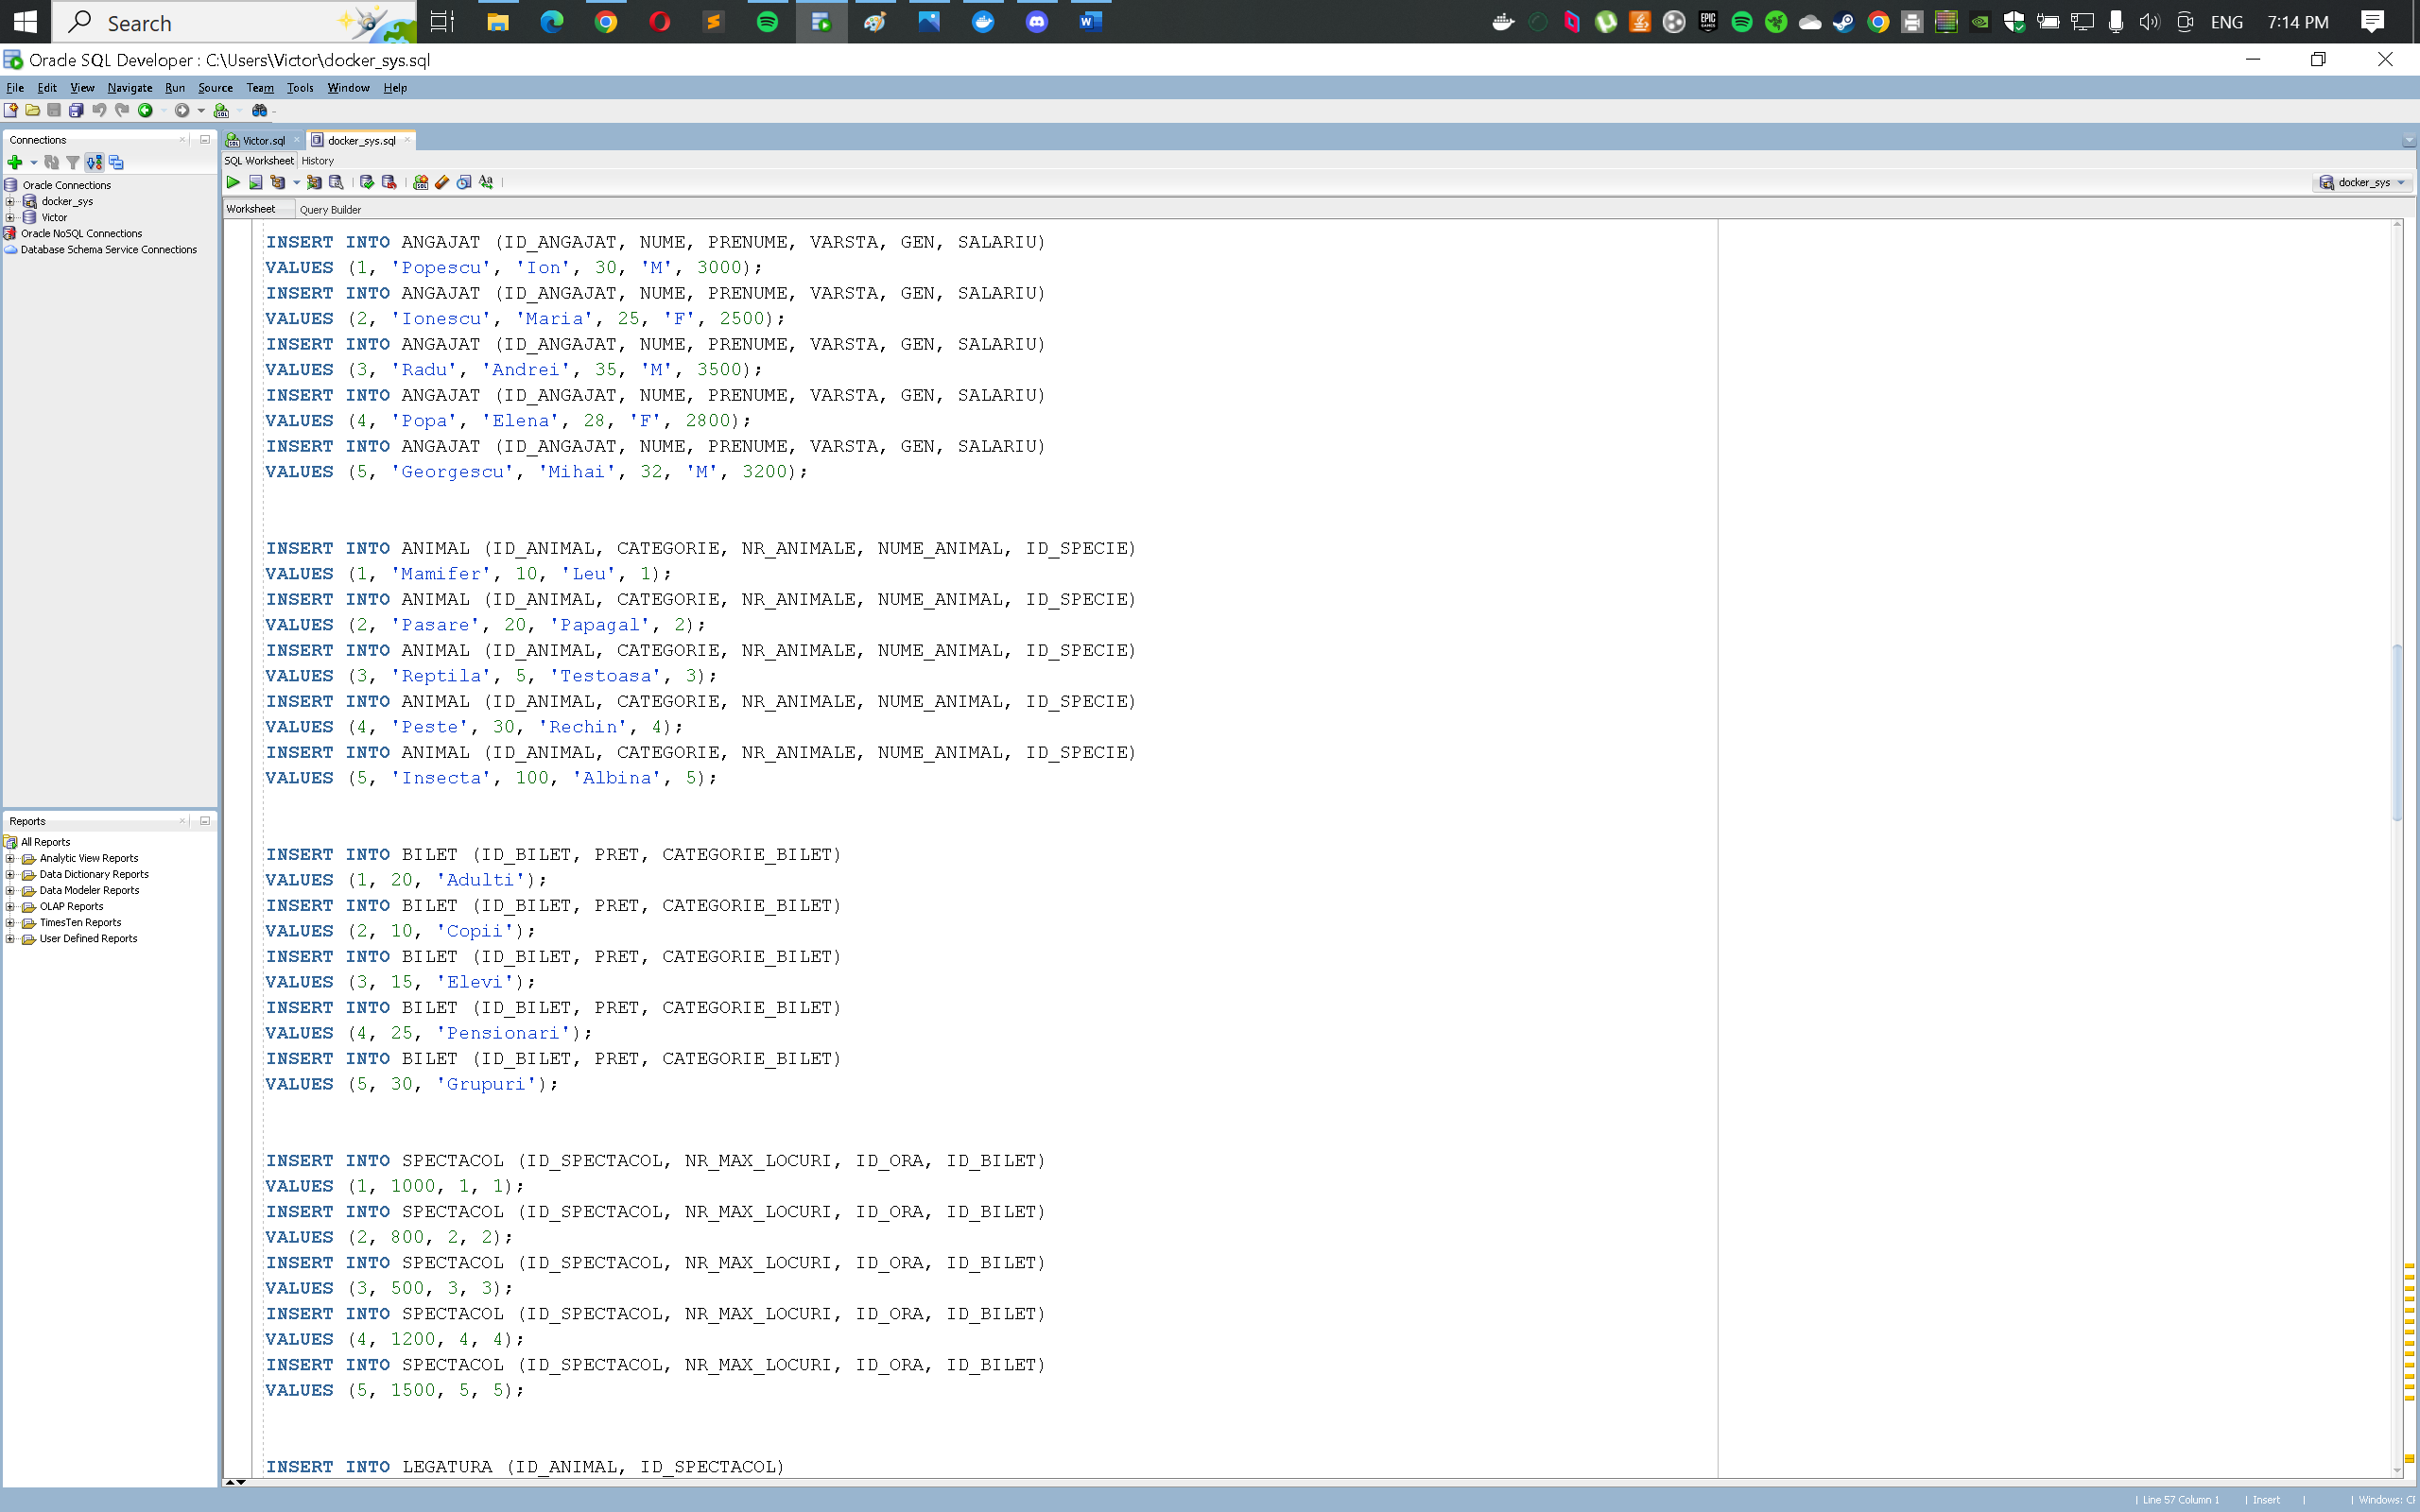 Search
ENG
7:14 PM
Oracle SQL Developer : C:\Users\Victor\docker_sys.sql
File Edit View Navigate Run Source Team Tools Window Help
Connections
Oracle Connections
docker_sys
Victor
Oracle NoSQL Connections
Database Schema Service Connections
Reports
All Reports
Analytic View Reports
Data Dictionary Reports
Data Modeler Reports
OLAP Reports
TimesTen Reports
User Defined Reports
Victor.sql
docker_sys.sql
SQL Worksheet History
docker_sys
Worksheet Query Builder
INSERT INTO ANGAJAT (ID_ANGAJAT, NUME, PRENUME, VARSTA, GEN, SALARIU)
VALUES (1, 'Popescu', 'Ion', 30, 'M', 3000);
INSERT INTO ANGAJAT (ID_ANGAJAT, NUME, PRENUME, VARSTA, GEN, SALARIU)
VALUES (2, 'Ionescu', 'Maria', 25, 'F', 2500);
INSERT INTO ANGAJAT (ID_ANGAJAT, NUME, PRENUME, VARSTA, GEN, SALARIU)
VALUES (3, 'Radu', 'Andrei', 35, 'M', 3500);
INSERT INTO ANGAJAT (ID_ANGAJAT, NUME, PRENUME, VARSTA, GEN, SALARIU)
VALUES (4, 'Popa', 'Elena', 28, 'F', 2800);
INSERT INTO ANGAJAT (ID_ANGAJAT, NUME, PRENUME, VARSTA, GEN, SALARIU)
VALUES (5, 'Georgescu', 'Mihai', 32, 'M', 3200);
INSERT INTO ANIMAL (ID_ANIMAL, CATEGORIE, NR_ANIMALE, NUME_ANIMAL, ID_SPECIE)
VALUES (1, 'Mamifer', 10, 'Leu', 1);
INSERT INTO ANIMAL (ID_ANIMAL, CATEGORIE, NR_ANIMALE, NUME_ANIMAL, ID_SPECIE)
VALUES (2, 'Pasare', 20, 'Papagal', 2);
INSERT INTO ANIMAL (ID_ANIMAL, CATEGORIE, NR_ANIMALE, NUME_ANIMAL, ID_SPECIE)
VALUES (3, 'Reptila', 5, 'Testoasa', 3);
INSERT INTO ANIMAL (ID_ANIMAL, CATEGORIE, NR_ANIMALE, NUME_ANIMAL, ID_SPECIE)
VALUES (4, 'Peste', 30, 'Rechin', 4);
INSERT INTO ANIMAL (ID_ANIMAL, CATEGORIE, NR_ANIMALE, NUME_ANIMAL, ID_SPECIE)
VALUES (5, 'Insecta', 100, 'Albina', 5);
INSERT INTO BILET (ID_BILET, PRET, CATEGORIE_BILET)
VALUES (1, 20, 'Adulti');
INSERT INTO BILET (ID_BILET, PRET, CATEGORIE_BILET)
VALUES (2, 10, 'Copii');
INSERT INTO BILET (ID_BILET, PRET, CATEGORIE_BILET)
VALUES (3, 15, 'Elevi');
INSERT INTO BILET (ID_BILET, PRET, CATEGORIE_BILET)
VALUES (4, 25, 'Pensionari');
INSERT INTO BILET (ID_BILET, PRET, CATEGORIE_BILET)
VALUES (5, 30, 'Grupuri');
INSERT INTO SPECTACOL (ID_SPECTACOL, NR_MAX_LOCURI, ID_ORA, ID_BILET)
VALUES (1, 1000, 1, 1);
INSERT INTO SPECTACOL (ID_SPECTACOL, NR_MAX_LOCURI, ID_ORA, ID_BILET)
VALUES (2, 800, 2, 2);
INSERT INTO SPECTACOL (ID_SPECTACOL, NR_MAX_LOCURI, ID_ORA, ID_BILET)
VALUES (3, 500, 3, 3);
INSERT INTO SPECTACOL (ID_SPECTACOL, NR_MAX_LOCURI, ID_ORA, ID_BILET)
VALUES (4, 1200, 4, 4);
INSERT INTO SPECTACOL (ID_SPECTACOL, NR_MAX_LOCURI, ID_ORA, ID_BILET)
VALUES (5, 1500, 5, 5);
INSERT INTO LEGATURA (ID_ANIMAL, ID_SPECTACOL)
Line 57 Column 1 Insert Windows: